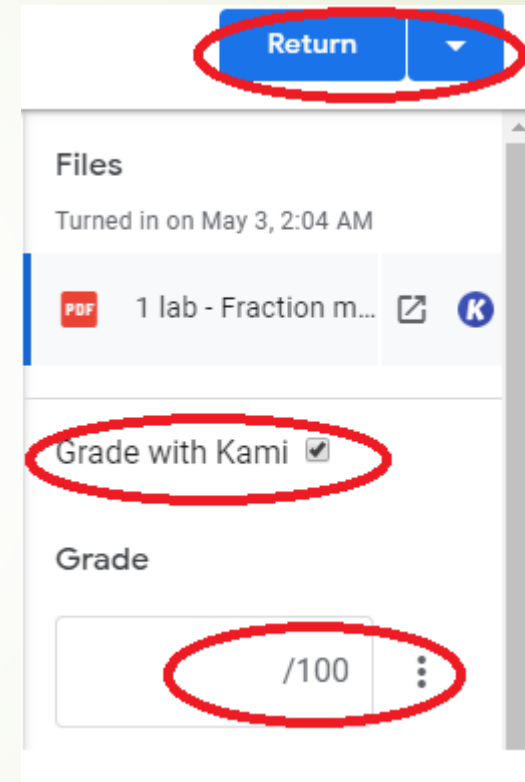 Return
Files
Turned in on May 3, 2:04 AM
PDF 1 lab - Fraction m... K
Grade with Kami
Grade
/100